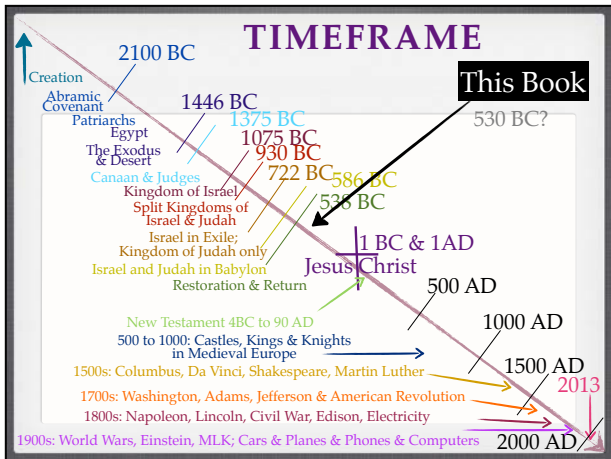 TIMEFRAME
2100 BC
This Book
Creation
Abramic
Covenant
1446 BC
530 BC?
Patriarchs
1375 BC
Egypt
1075 BC
The Exodus
& Desert
930 BC
Canaan & Judges
722 BC
586 BC
Kingdom of Israel
538 BC
Split Kingdoms of
Israel & Judah
Israel in Exile;
Kingdom of Judah only
1 BC & 1AD
Jesus Christ
Israel and Judah in Babylon
Restoration & Return
500 AD
New Testament 4BC to 90 AD
1000 AD
500 to 1000: Castles, Kings & Knights
in Medieval Europe
1500 AD
1500s: Columbus, Da Vinci, Shakespeare, Martin Luther
2013
1700s: Washington, Adams, Jefferson & American Revolution
1800s: Napoleon, Lincoln, Civil War, Edison, Electricity
2000 AD
1900s: World Wars, Einstein, MLK; Cars & Planes & Phones & Computers